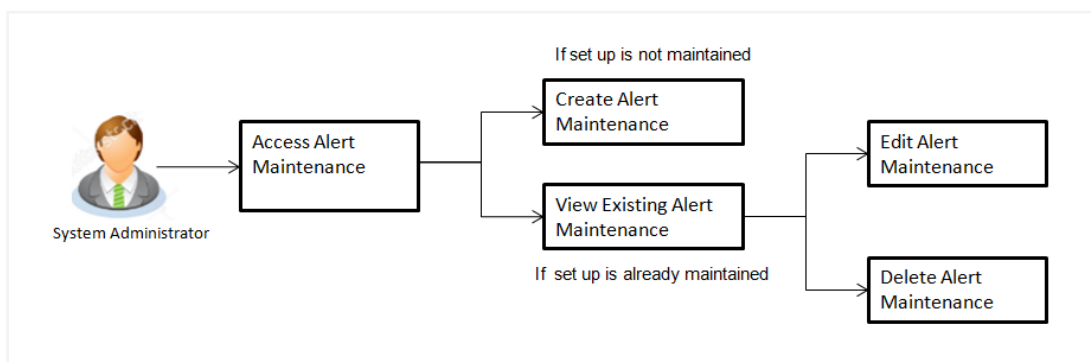 If set up is not maintained
Create Alert
Maintenance
Access Alert
Maintenance
Edit Alert
Maintenance
View Existing Alert
Maintenance
System Administrator
If set up is already maintained
Delete Alert
Maintenance